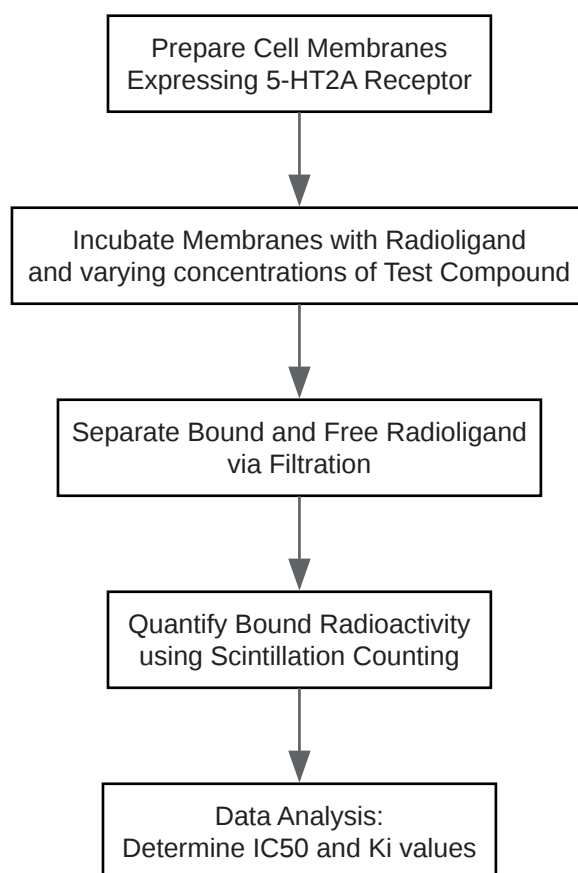 Prepare Cell Membranes
Expressing 5-HT2A Receptor
Incubate Membranes with Radioligand
and varying concentrations of Test Compound
Separate Bound and Free Radioligand
via Filtration
Quantify Bound Radioactivity
using Scintillation Counting
Data Analysis:
Determine IC50 and Ki values